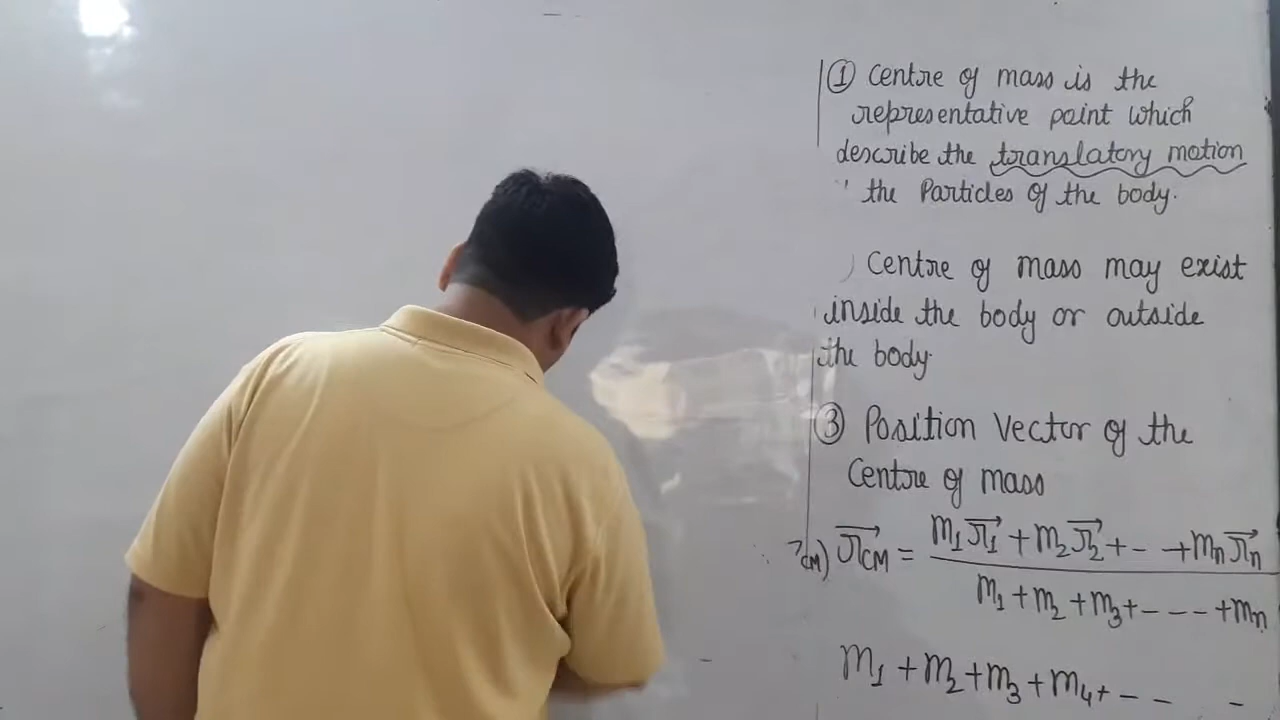 ① Centre of mass is the
representative point which
describe the translatory motion
the Particles of the body.
Centre of mass may exist
inside the body or outside
the body.
③ Position Vector of the
Centre of mass
CM) r⃗CM = (m₁r⃗₁ + m₂r⃗₂ + - - + mₙr⃗ₙ) / (m₁ + m₂ + m₃ + - - - - + mₙ)
m₁ + m₂ + m₃ + m₄ + - - -